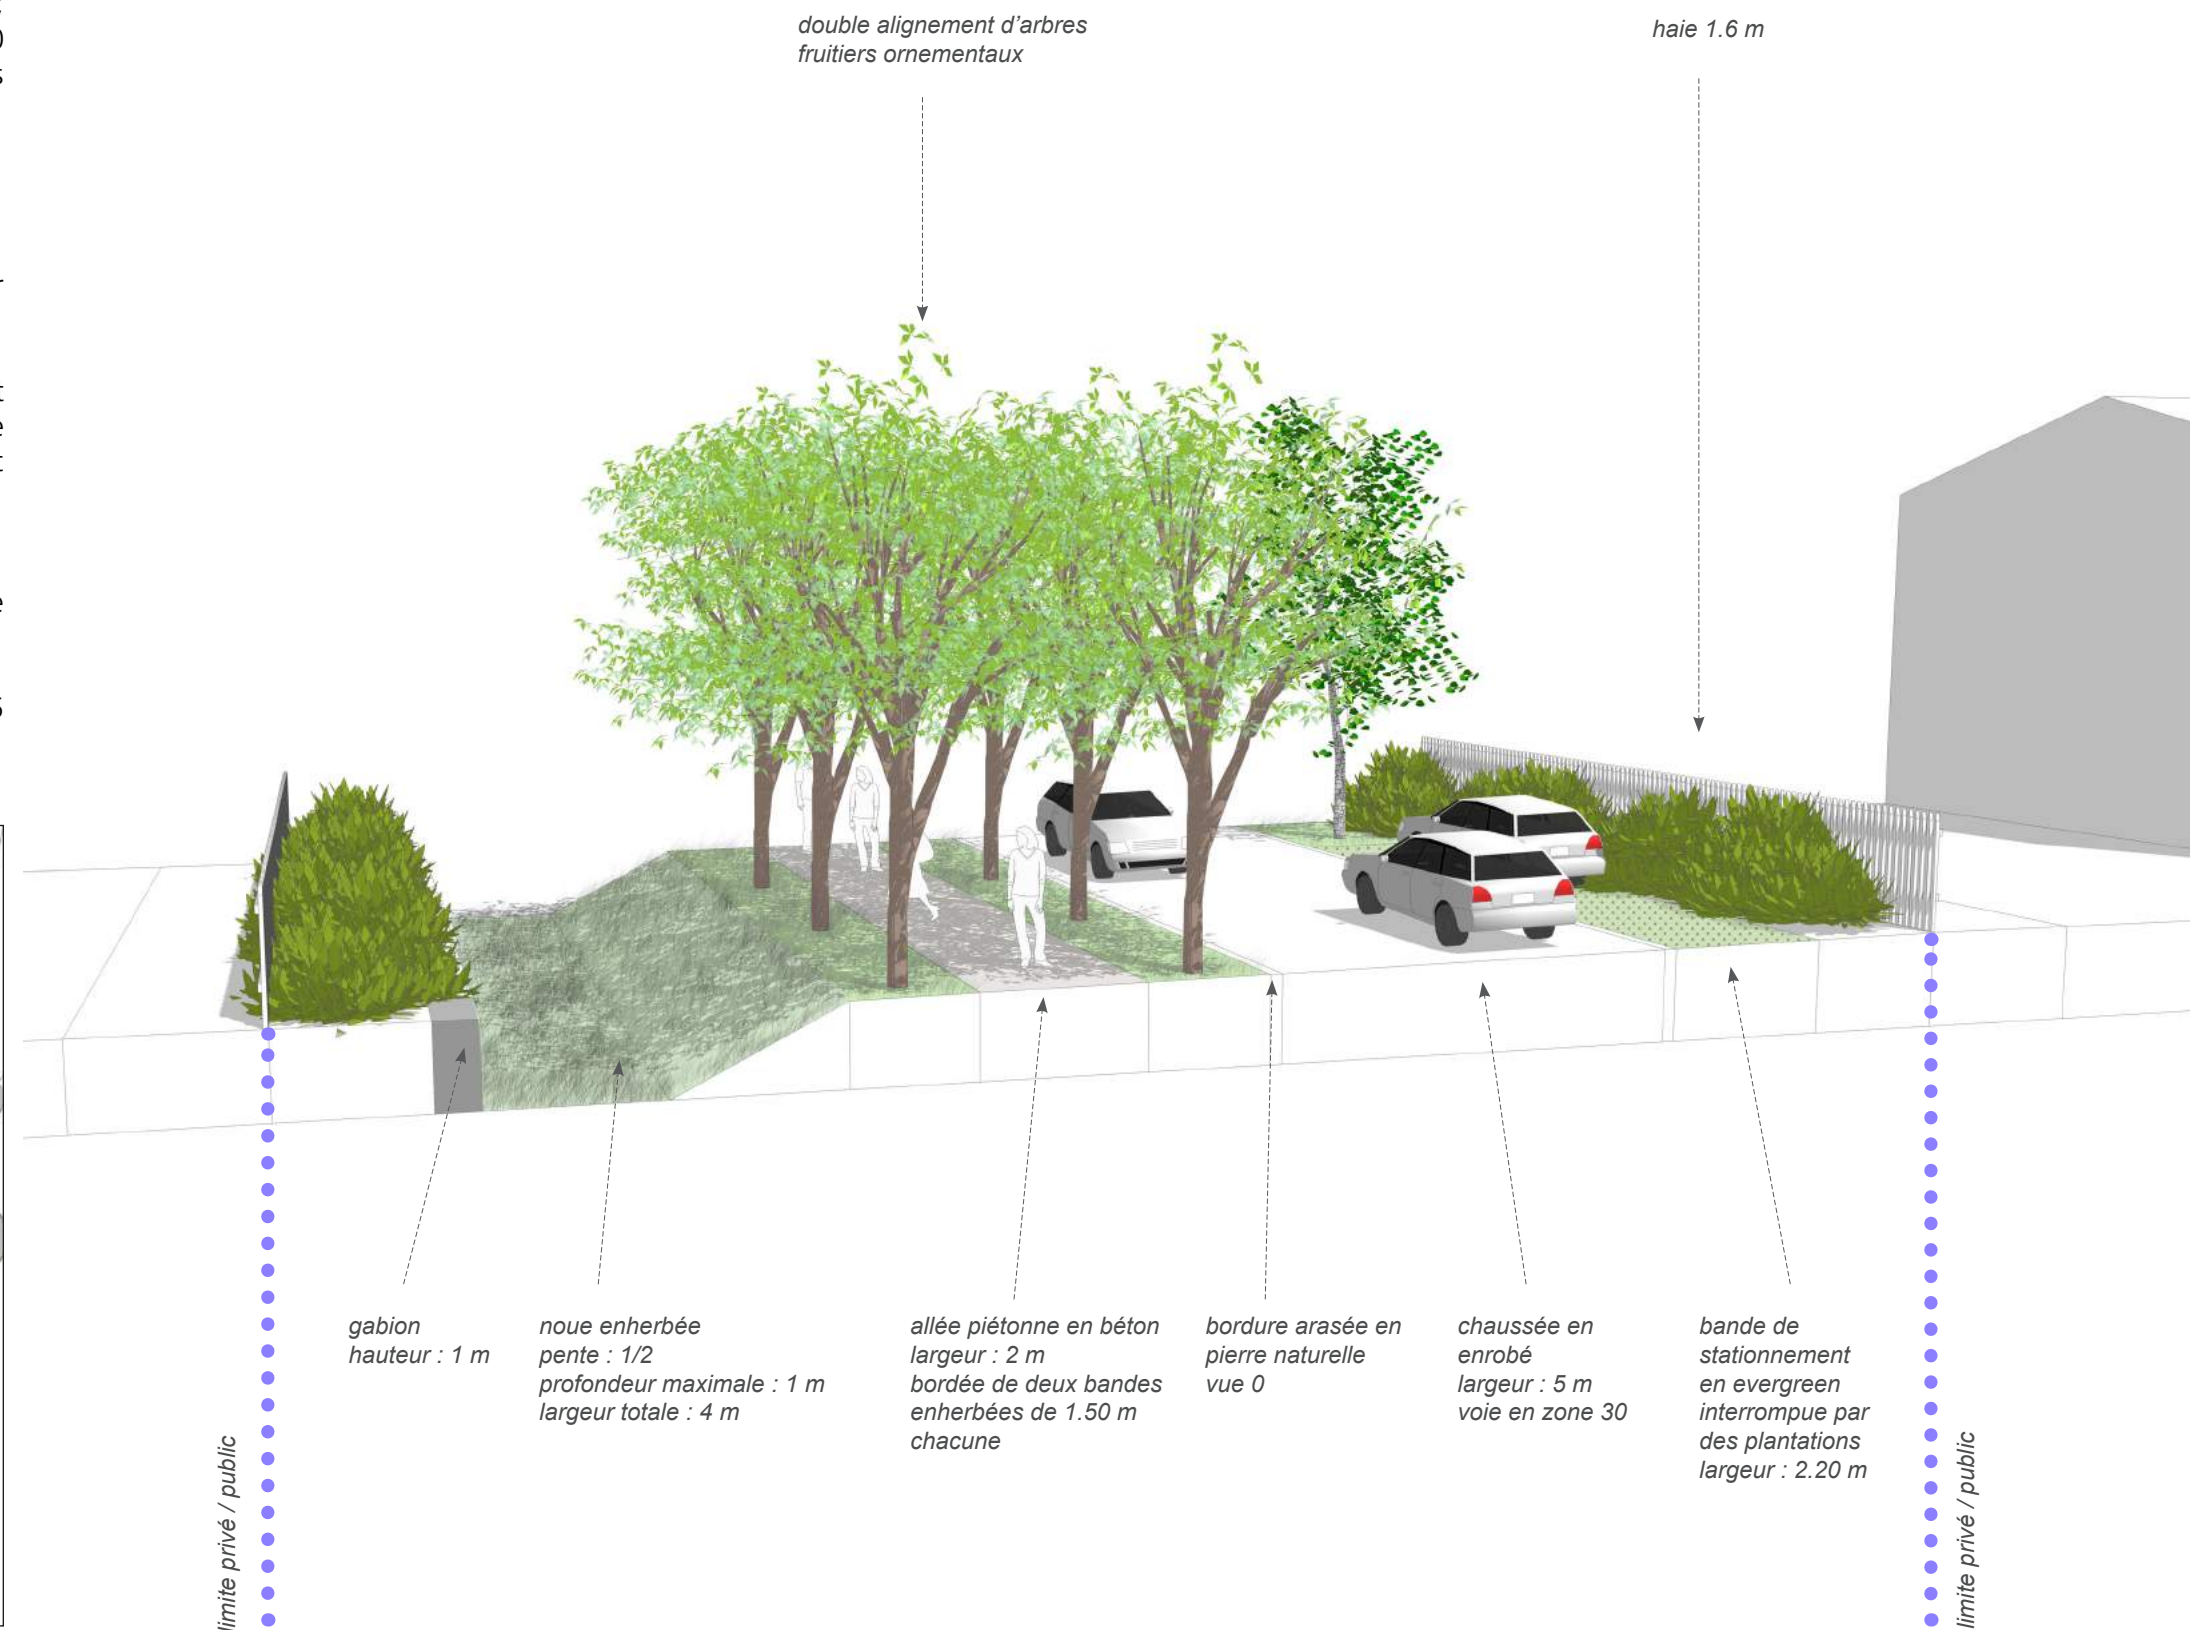 double alignement d'arbres
fruitiers ornementaux
haie 1.6 m
gabion
hauteur : 1 m
noue enherbée
pente : 1/2
profondeur maximale : 1 m
largeur totale : 4 m
allée piétonne en béton
largeur : 2 m
bordée de deux bandes
enherbées de 1.50 m
chacune
bordure arasée en
pierre naturelle
vue 0
chaussée en
enrobé
largeur : 5 m
voie en zone 30
bande de
stationnement
en evergreen
interrompue par
des plantations
largeur : 2.20 m
limite privé / public
limite privé / public